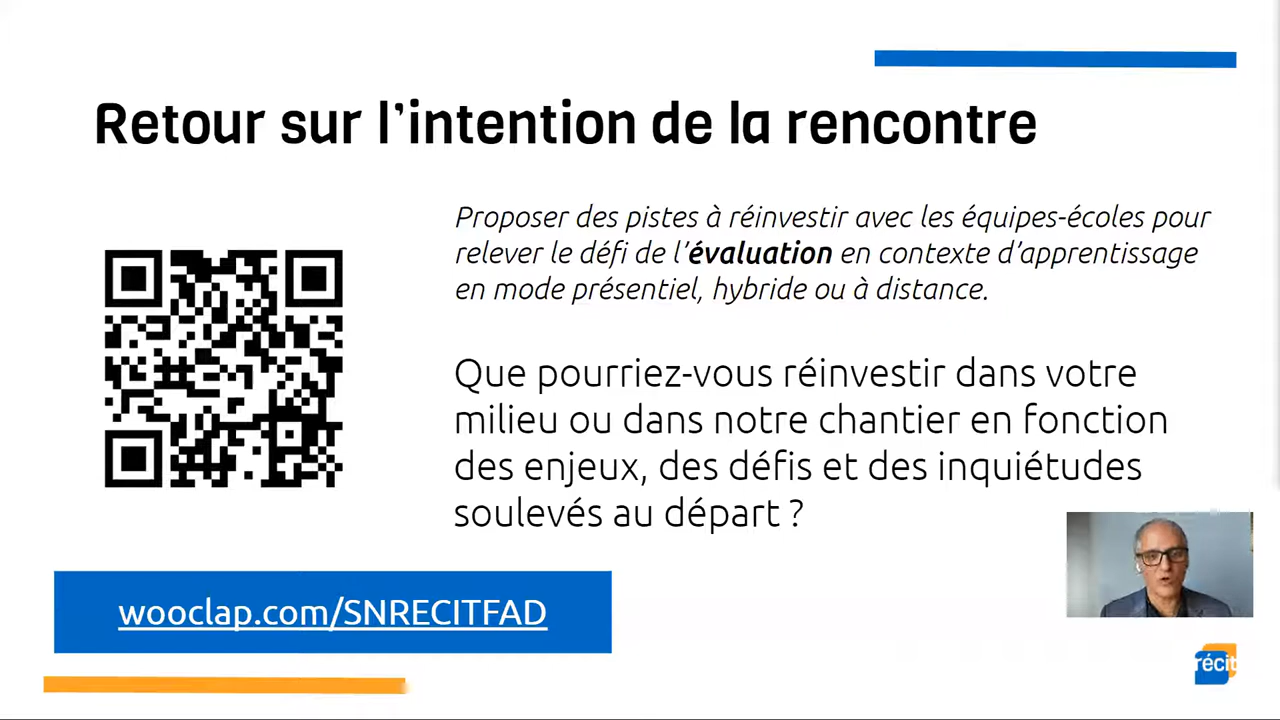 Retour sur l’intention de la rencontre
Proposer des pistes à réinvestir avec les équipes-écoles pour
relever le défi de l’évaluation en contexte d’apprentissage
en mode présentiel, hybride ou à distance.
Que pourriez-vous réinvestir dans votre
milieu ou dans notre chantier en fonction
des enjeux, des défis et des inquiétudes
soulevés au départ ?
wooclap.com/SNRECITFAD
récit